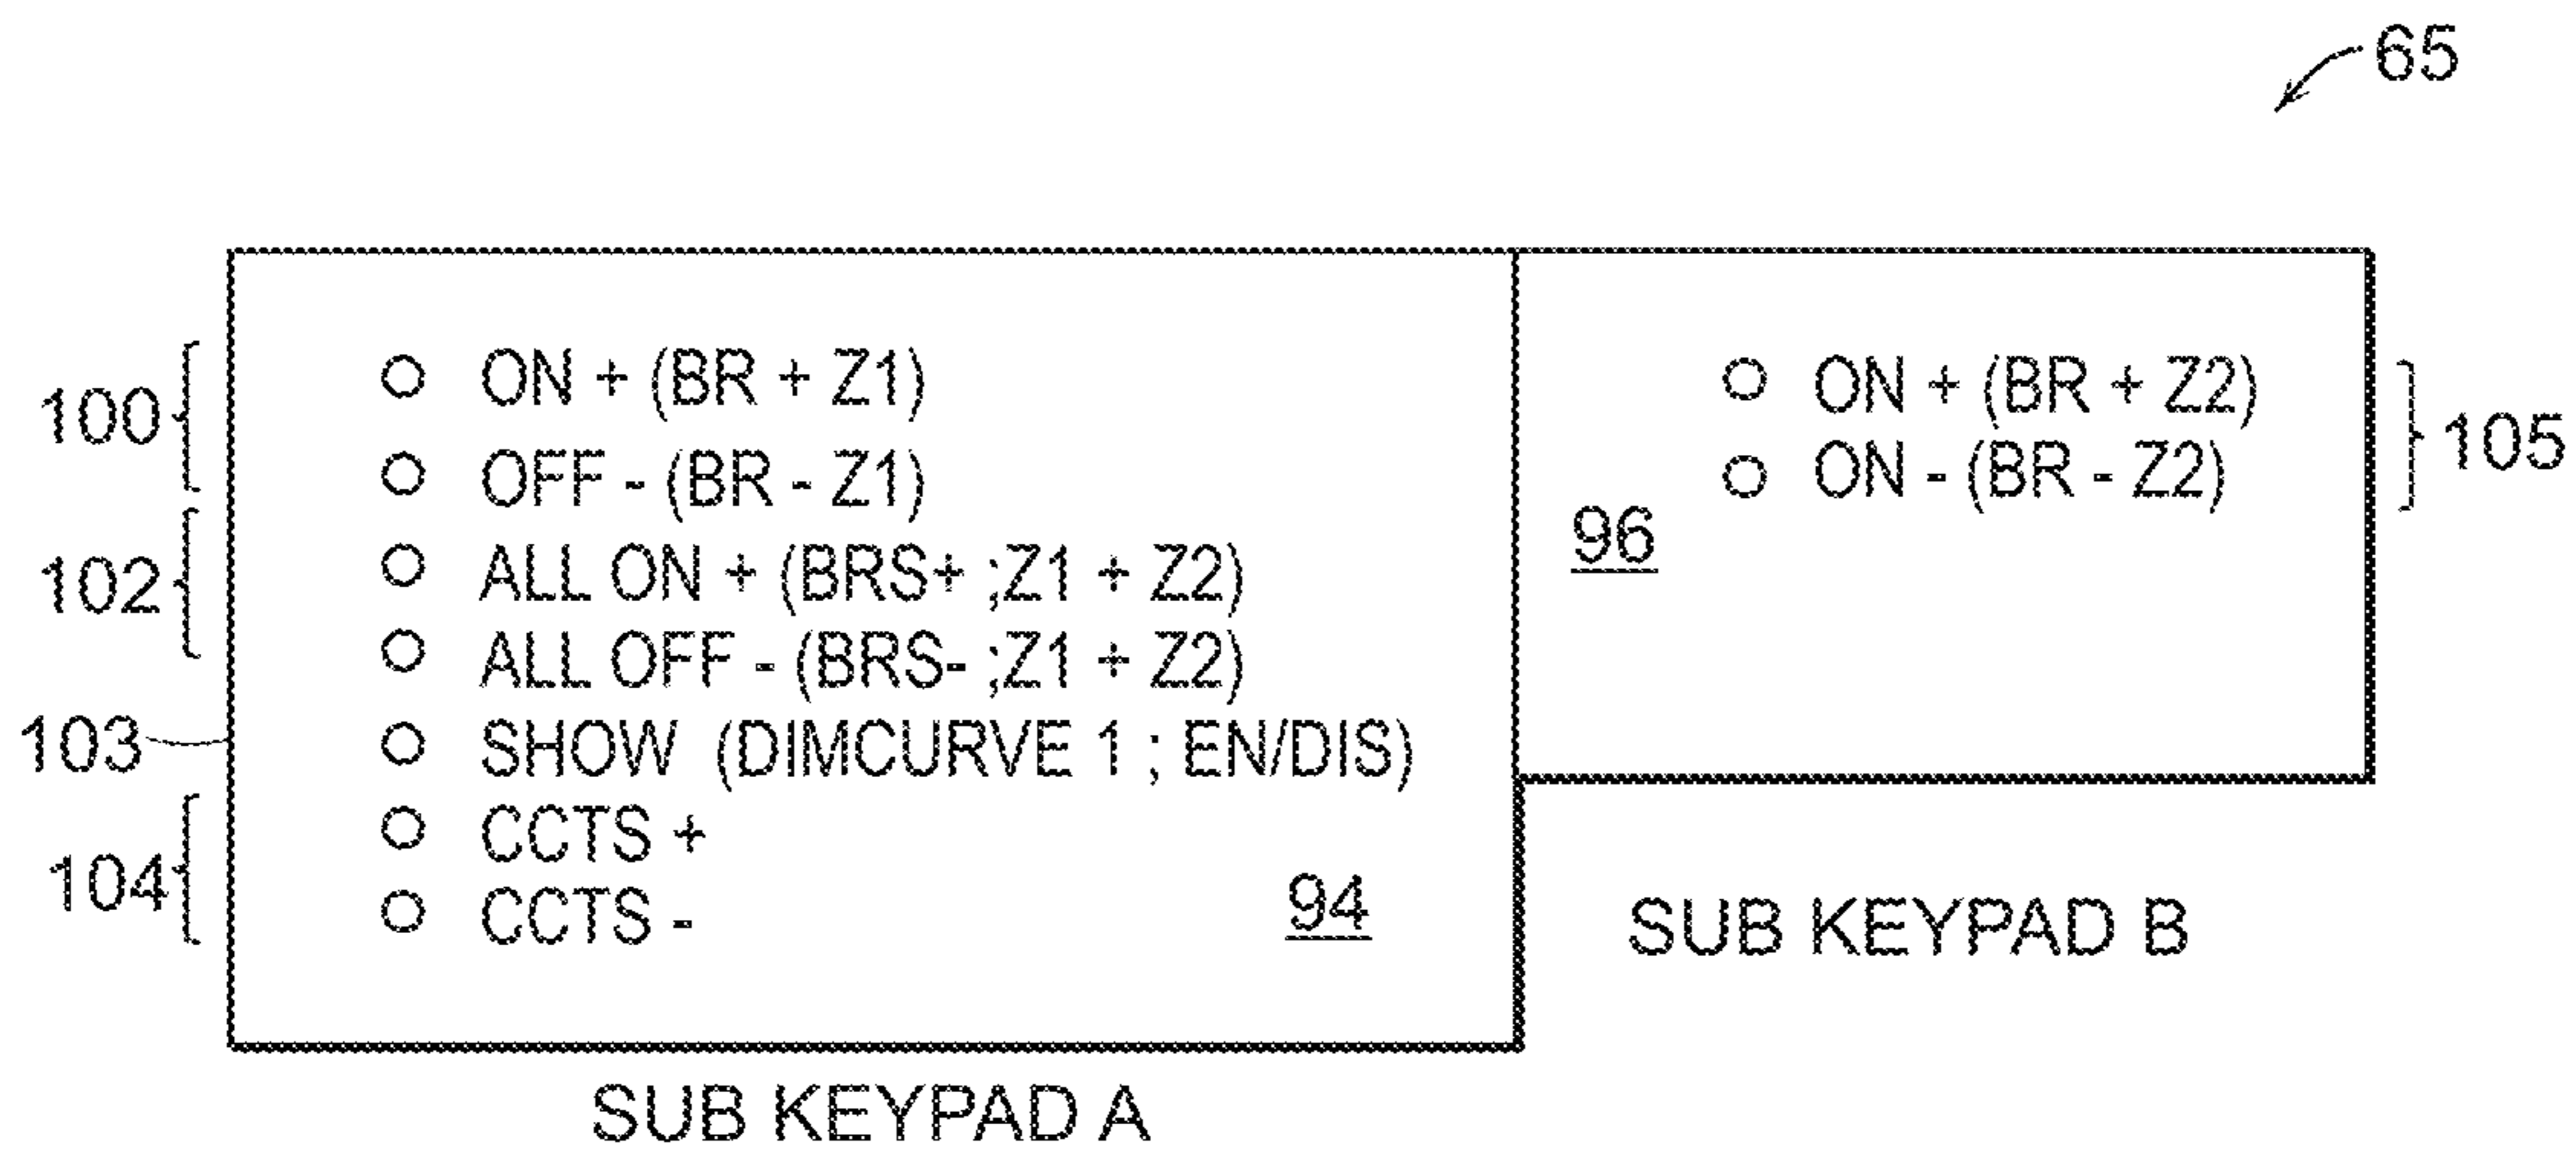 65
100
ON + (BR + Z1)
OFF - (BR - Z1)
102
ALL ON + (BRS+ ;Z1 + Z2)
ALL OFF - (BRS- ;Z1 + Z2)
103
SHOW (DIMCURVE 1 ; EN/DIS)
104
CCTS +
CCTS -
94
SUB KEYPAD A
ON + (BR + Z2)
ON - (BR - Z2)
105
96
SUB KEYPAD B